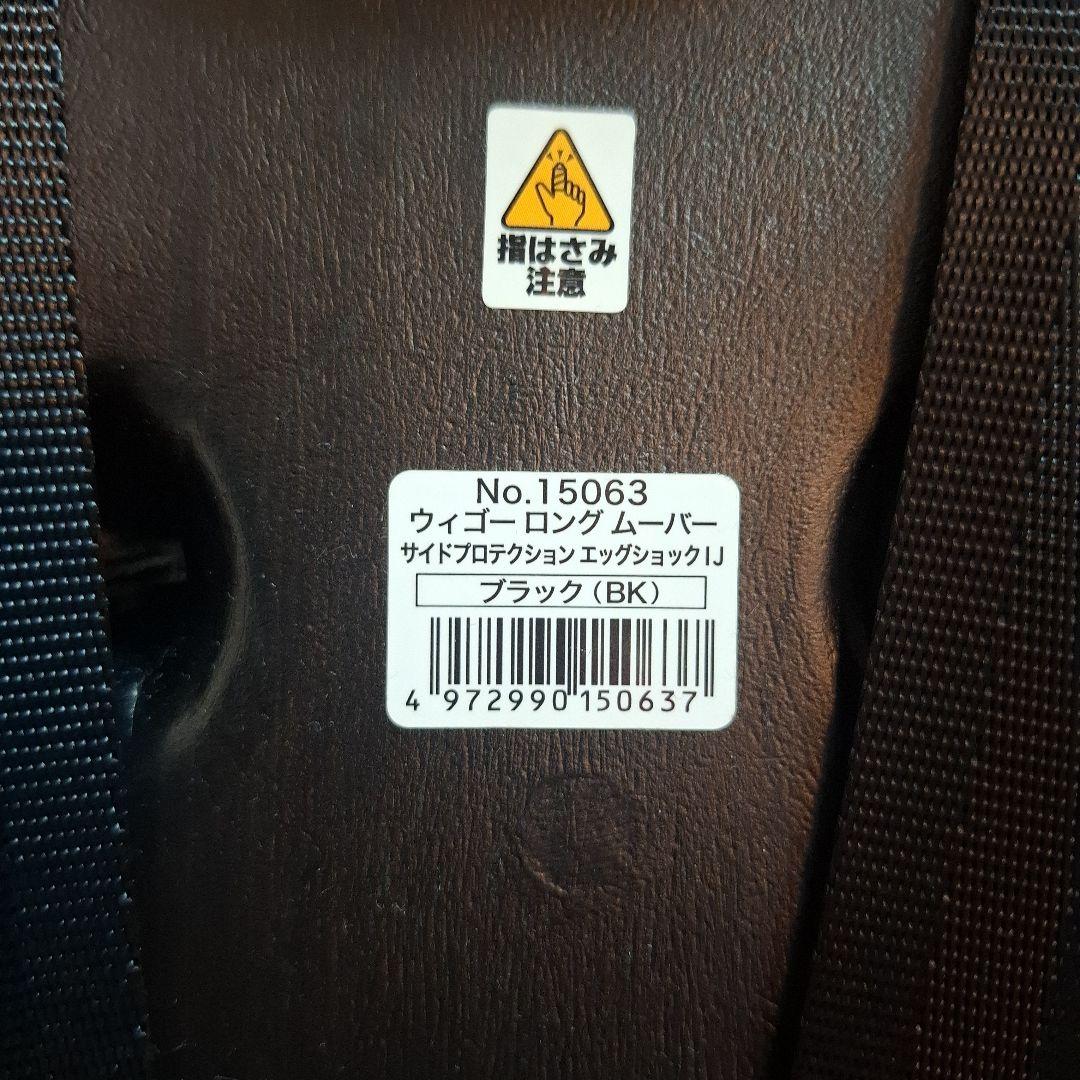 指はさみ
注意
No.15063
ウィゴー ロング ムーバー
サイドプロテクション エッグショックIJ
ブラック(BK)
4 972990 150637